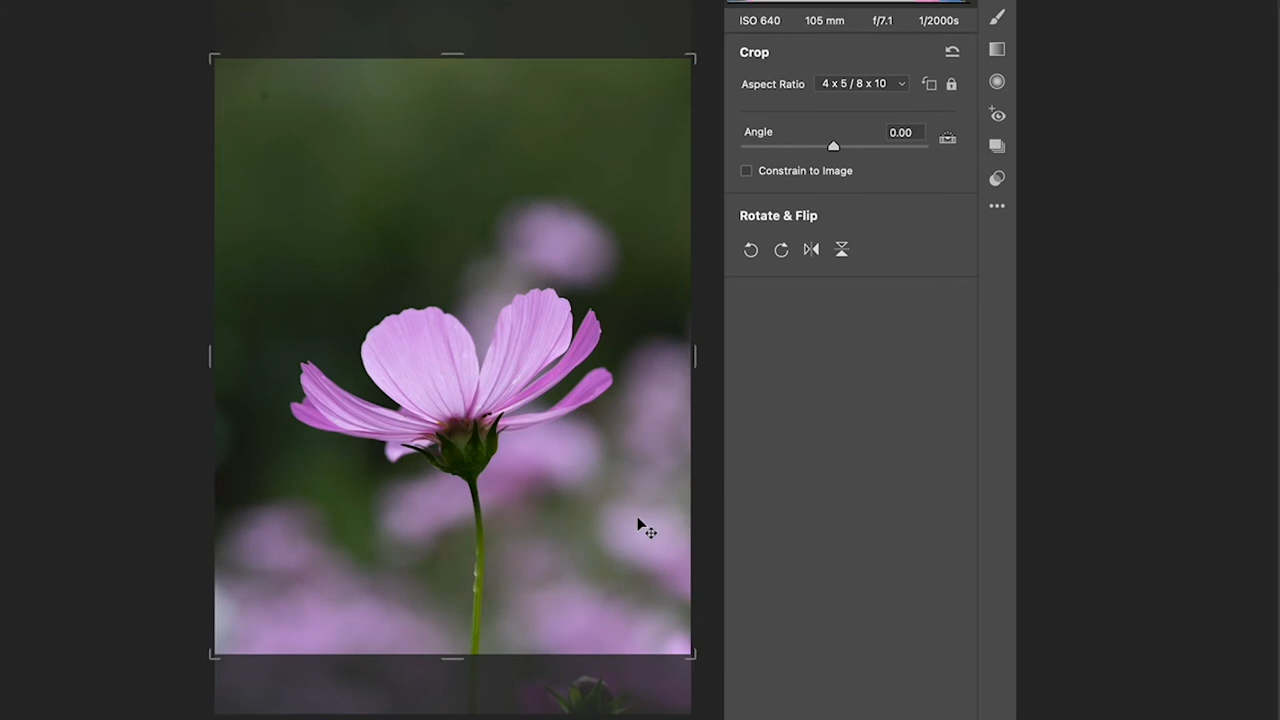 ISO 640 105 mm f/7.1 1/2000s
Crop
Aspect Ratio 4 x 5 / 8 x 10
Angle 0.00
Constrain to Image
Rotate & Flip